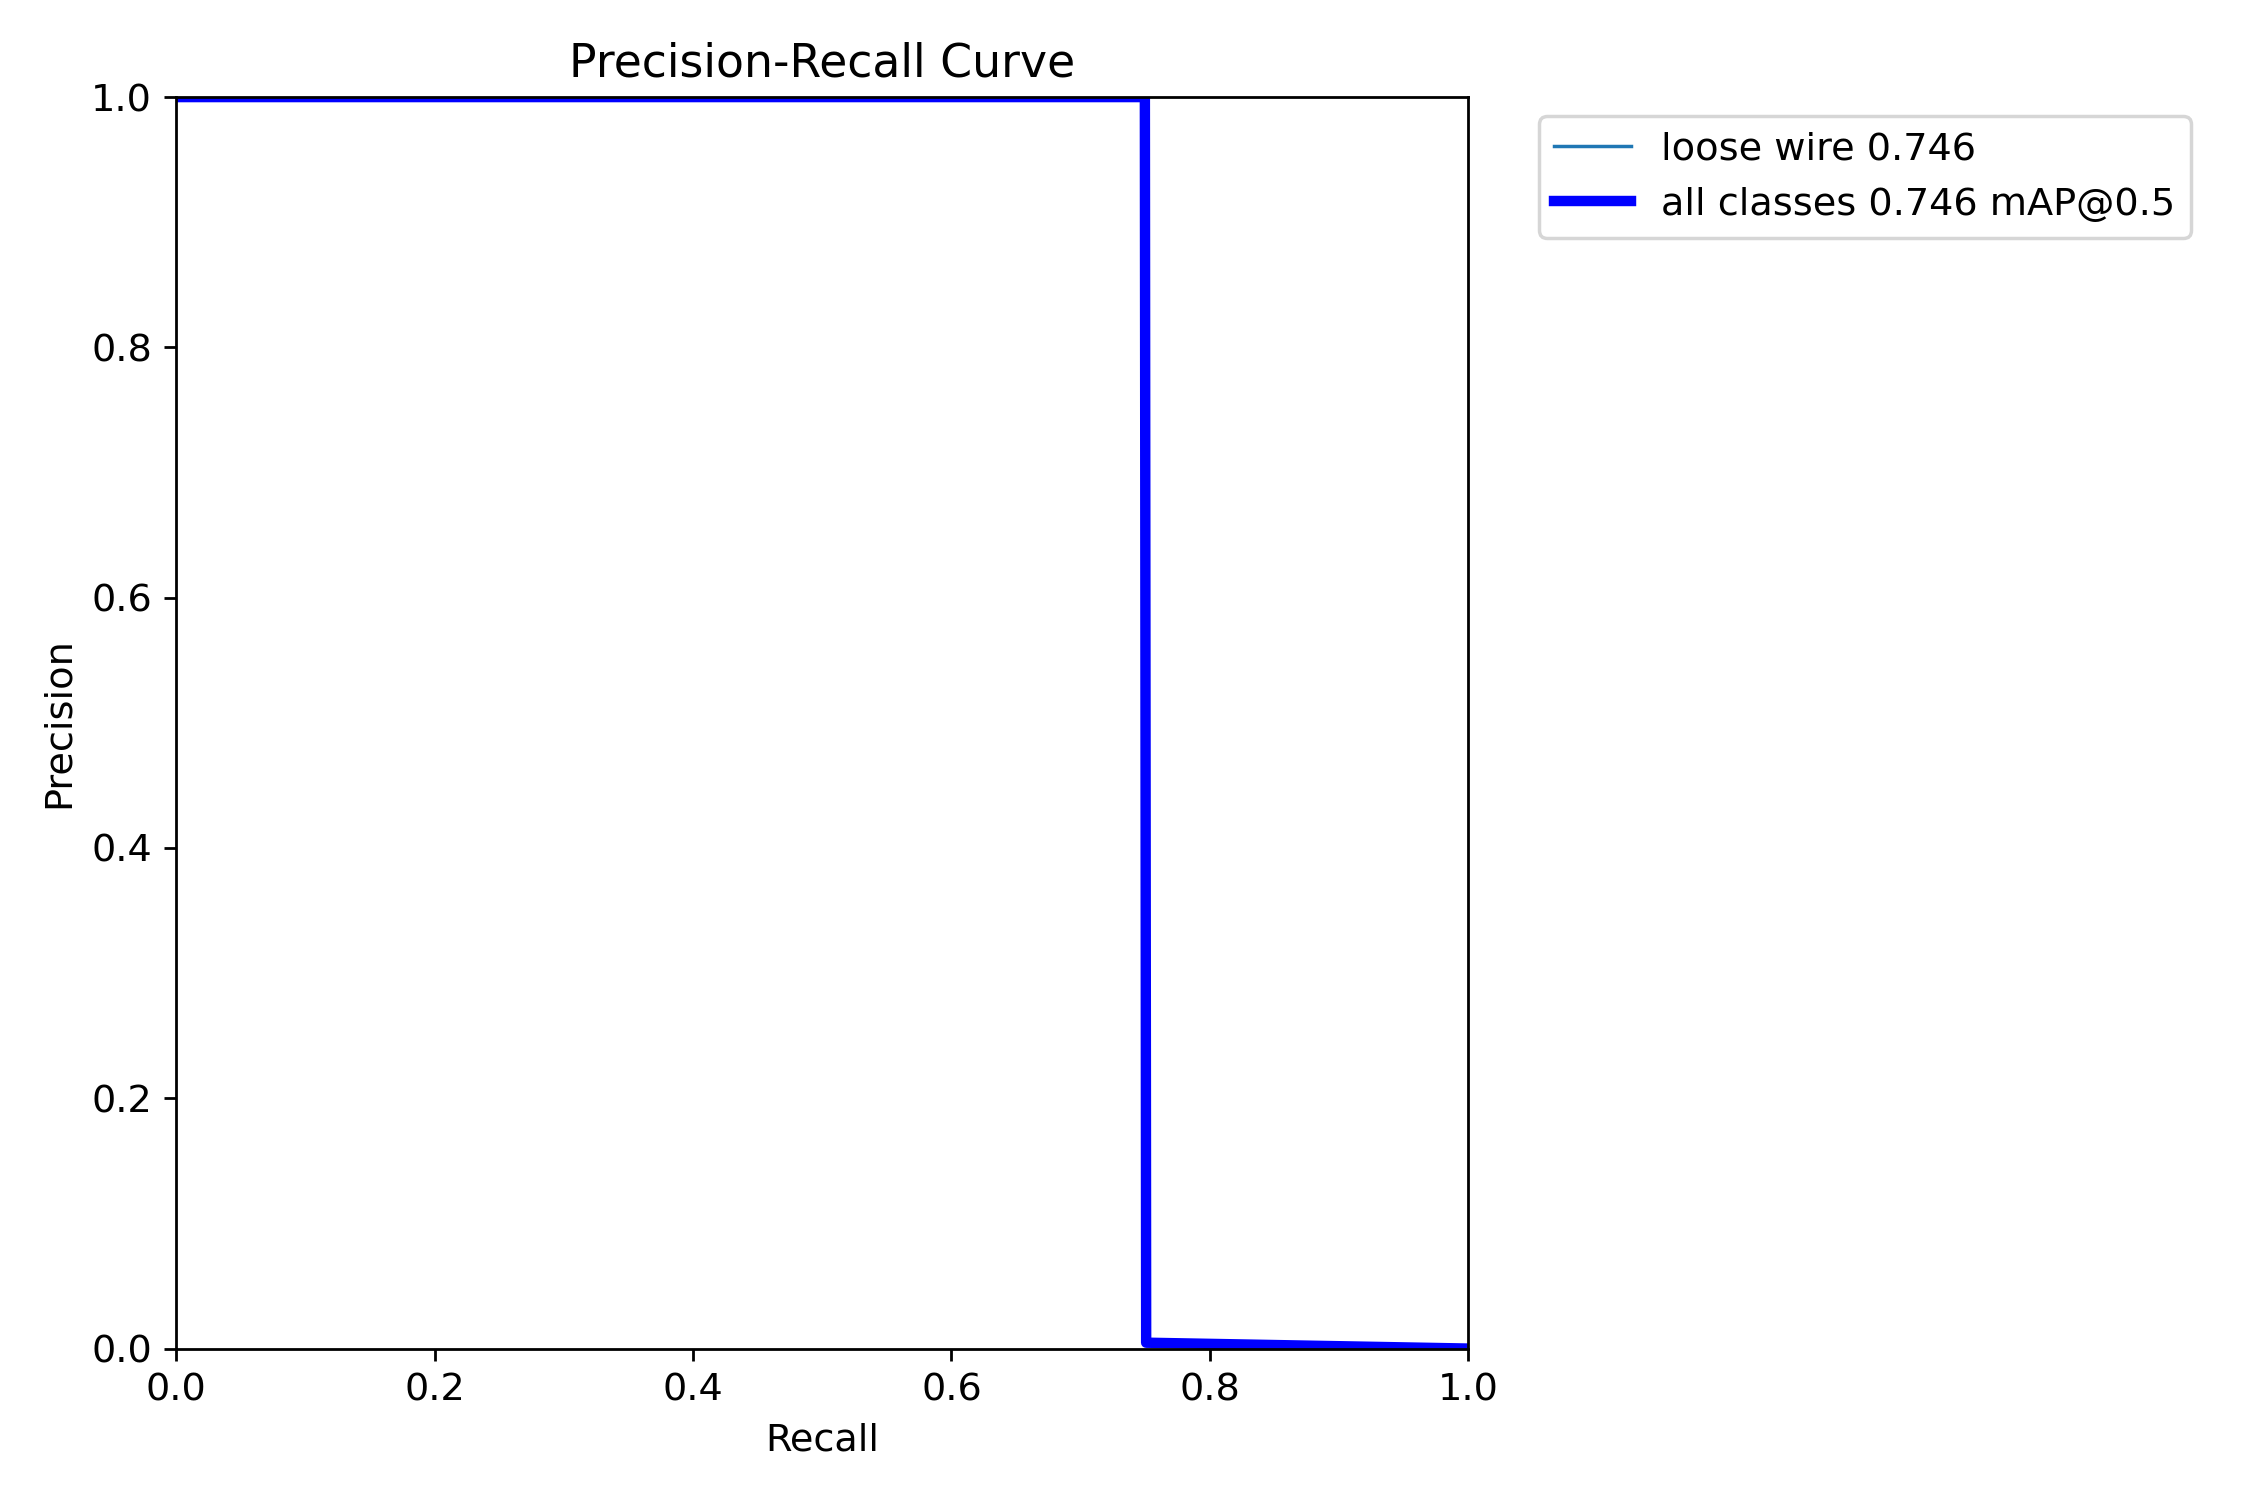 Precision-Recall Curve
1.0
0.8
0.6
0.4
0.2
0.0
Precision
0.0 0.2 0.4 0.6 0.8 1.0
Recall
loose wire 0.746
all classes 0.746 mAP@0.5